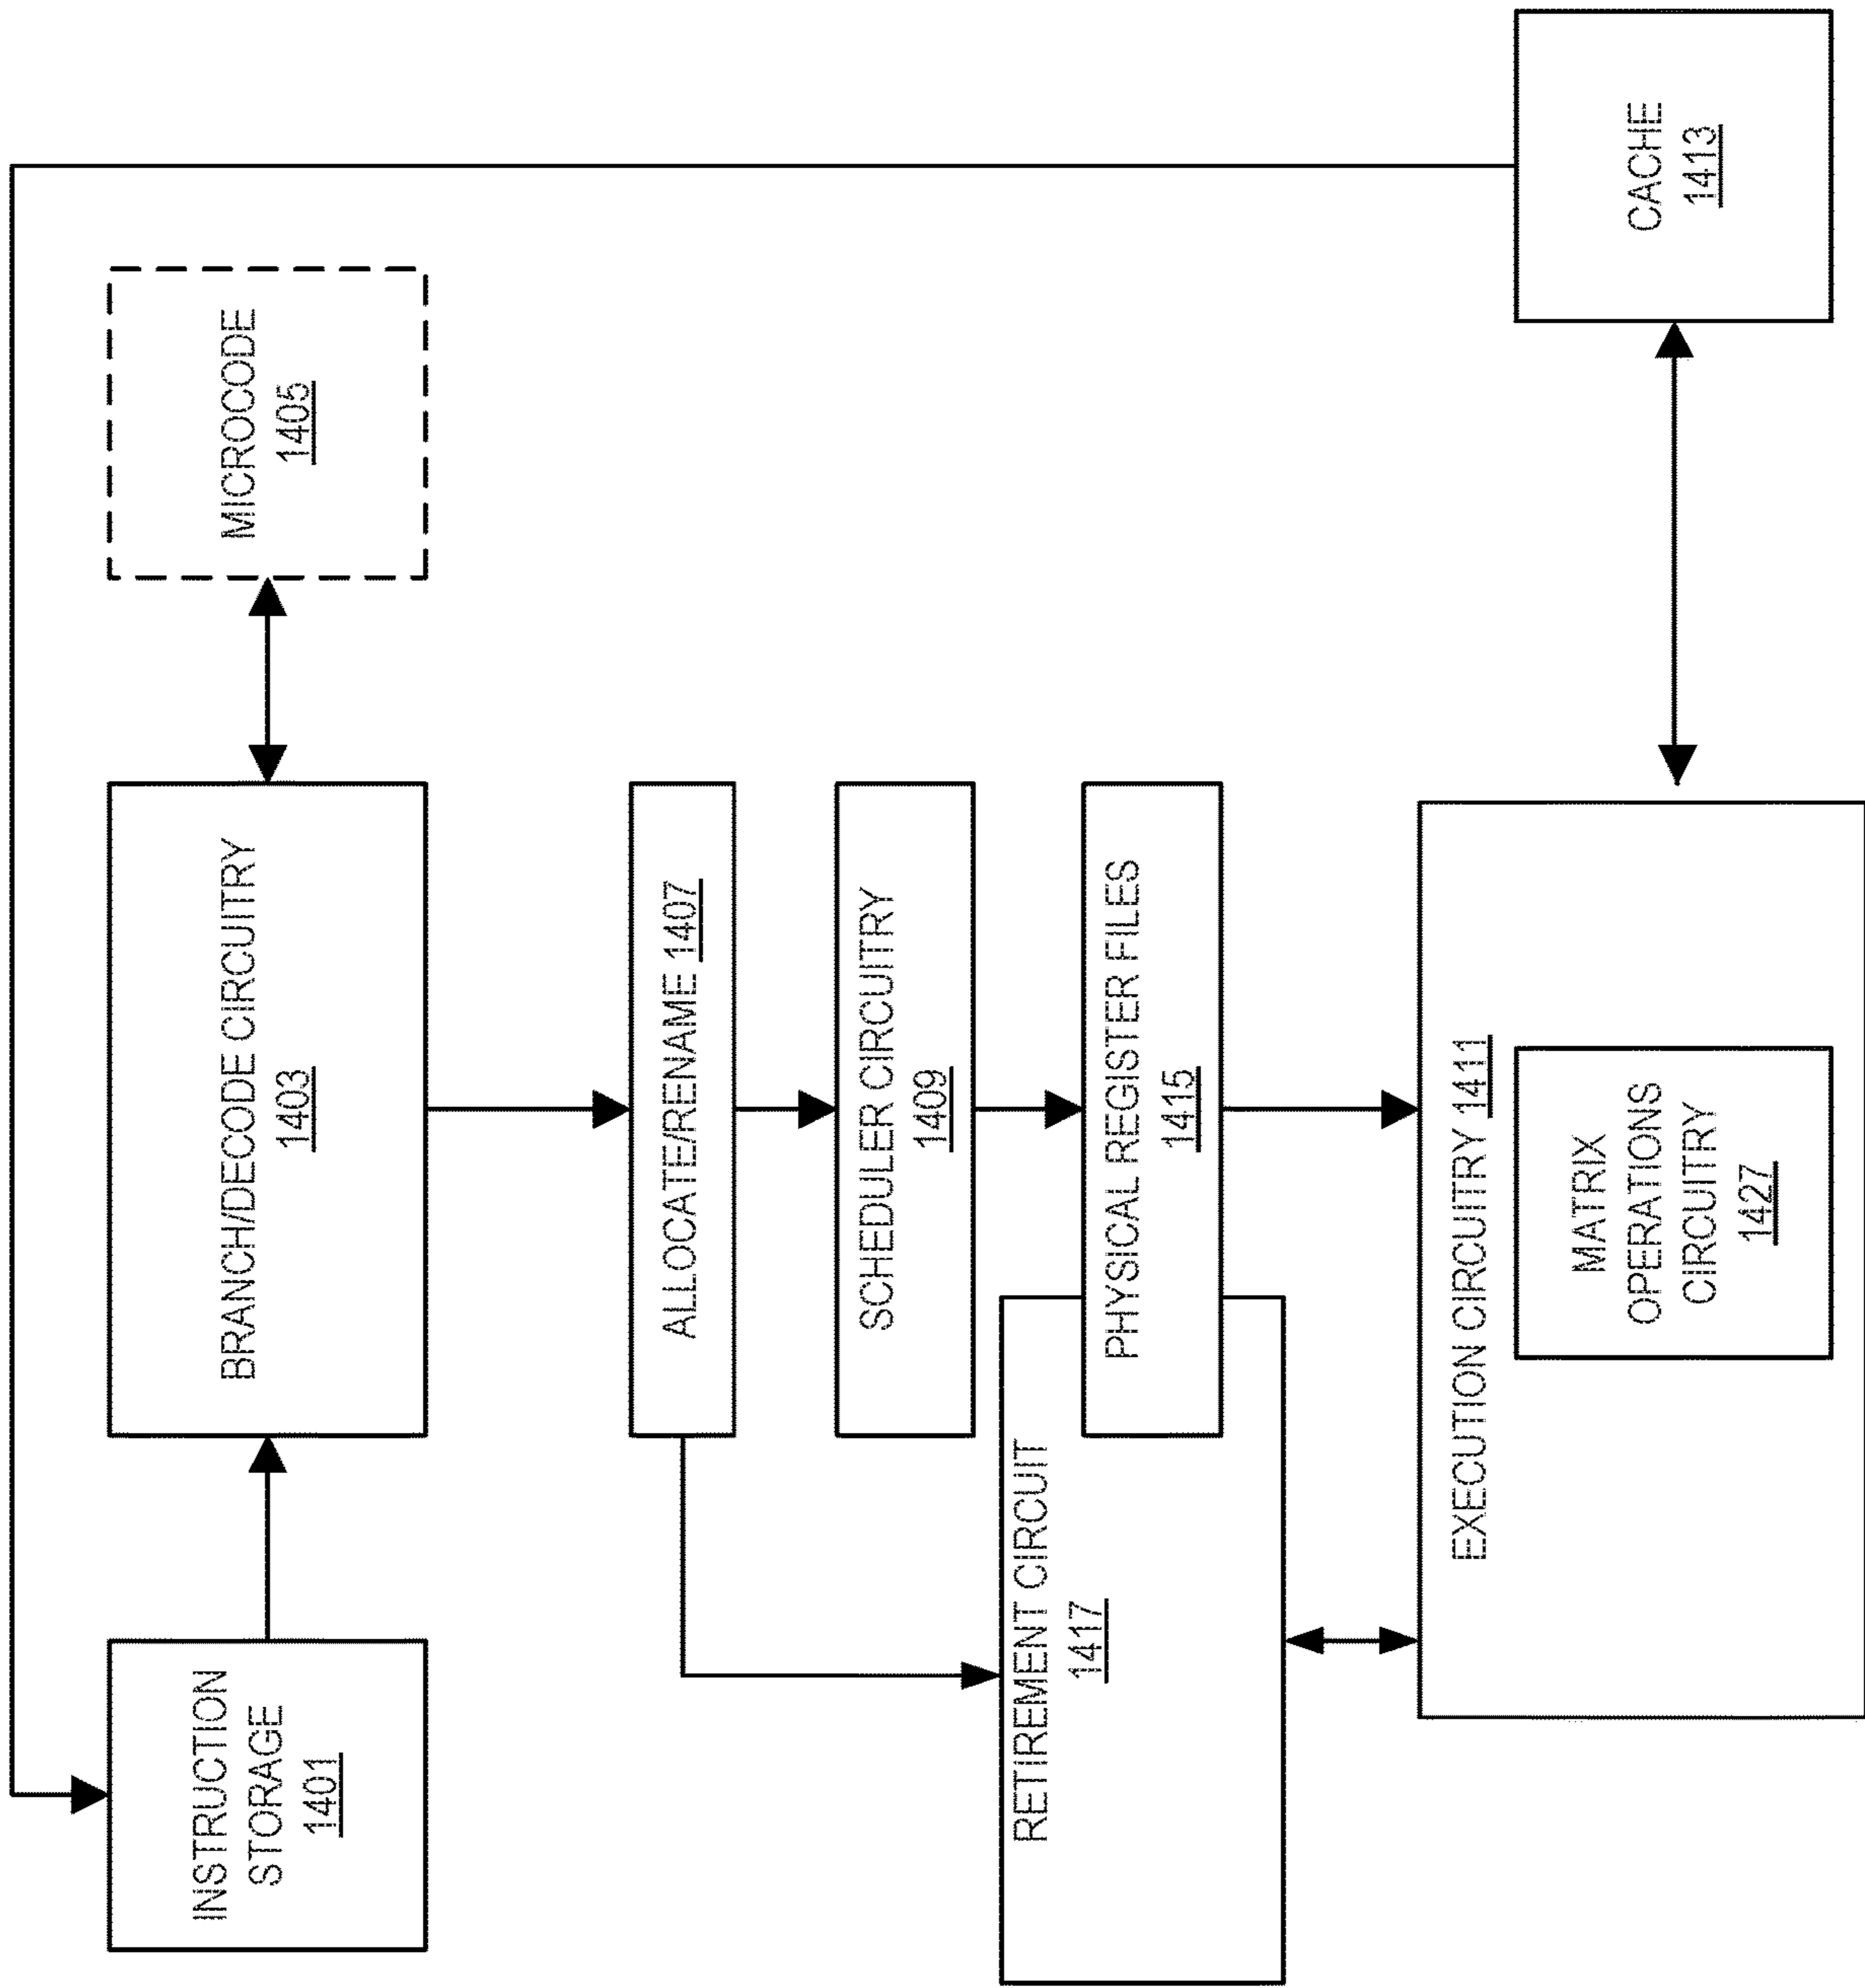 INSTRUCTION
STORAGE
1401
BRANCH/DECODE CIRCUITRY
1403
MICROCODE
1405
ALLOCATE/RENAME 1407
SCHEDULER CIRCUITRY
1409
RETIREMENT CIRCUIT
1417
PHYSICAL REGISTER FILES
1415
EXECUTION CIRCUITRY 1411
MATRIX
OPERATIONS
CIRCUITRY
1427
CACHE
1413